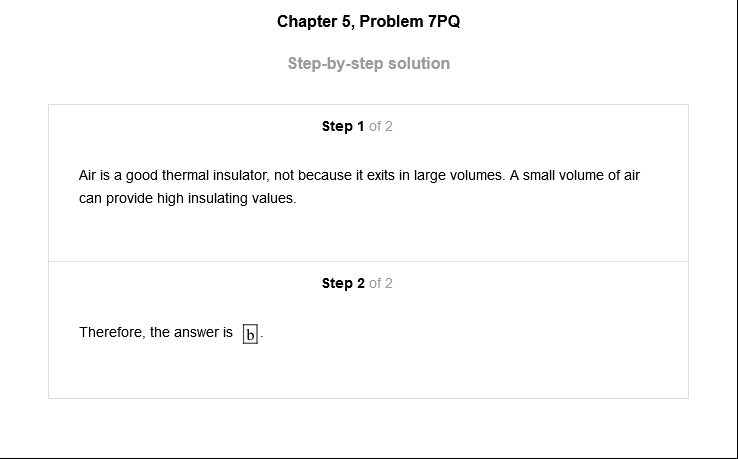 Chapter 5, Problem 7PQ
Step-by-step solution
Step 1 of 2
Air is a good thermal insulator, not because it exits in large volumes. A small volume of air
can provide high insulating values.
Step 2 of 2
Therefore, the answer is b.